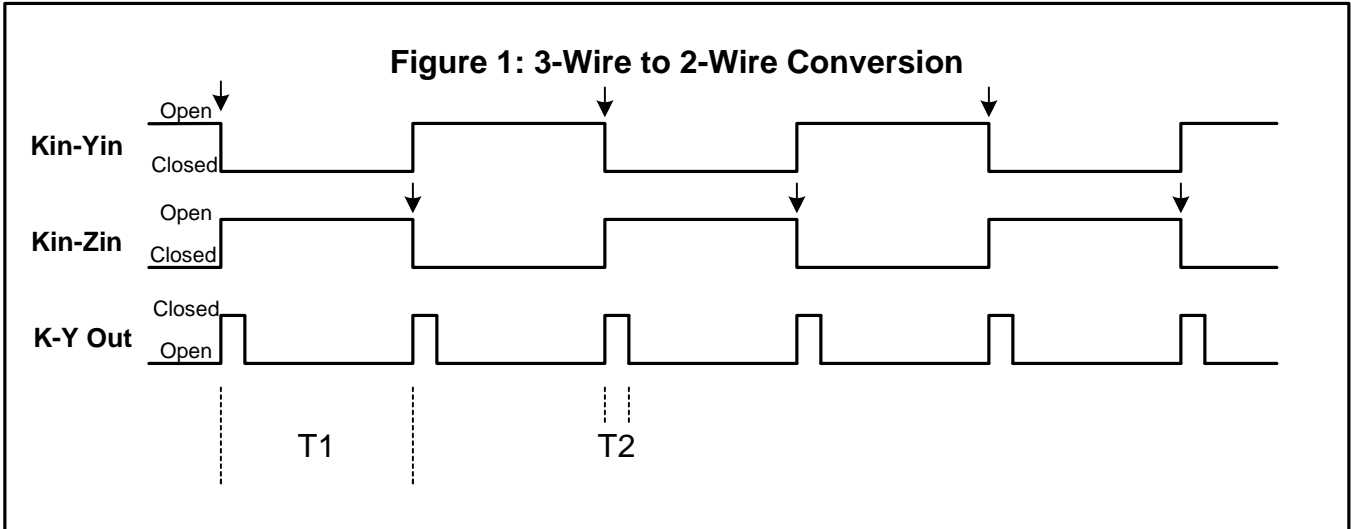 Figure 1: 3-Wire to 2-Wire Conversion
Open
Kin-Yin
Closed
Open
Kin-Zin
Closed
Closed
K-Y Out
Open
T1
T2